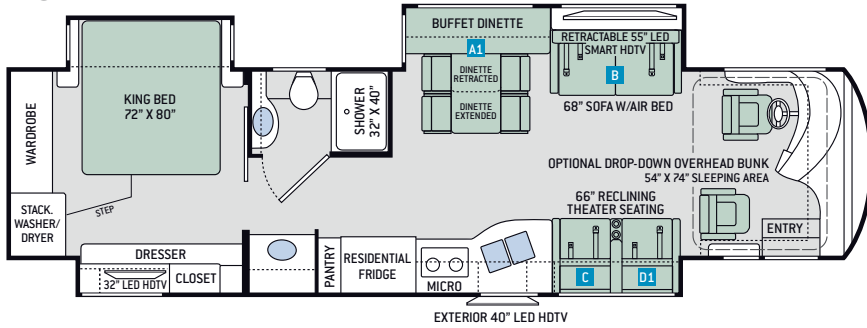 BUFFET DINETTE
A1
DINETTE
RETRACTED
DINETTE
EXTENDED
RETRACTABLE 55" LED
SMART HDTV
B
68" SOFA W/AIR BED
KING BED
72" X 80"
WARDROBE
SHOWER
32" X 40"
STACK.
WASHER/
DRYER
STEP
OPTIONAL DROP-DOWN OVERHEAD BUNK
54" X 74" SLEEPING AREA
66" RECLINING
THEATER SEATING
C
D1
ENTRY
DRESSER
32" LED HDTV
CLOSET
PANTRY
RESIDENTIAL
FRIDGE
MICRO
EXTERIOR 40" LED HDTV